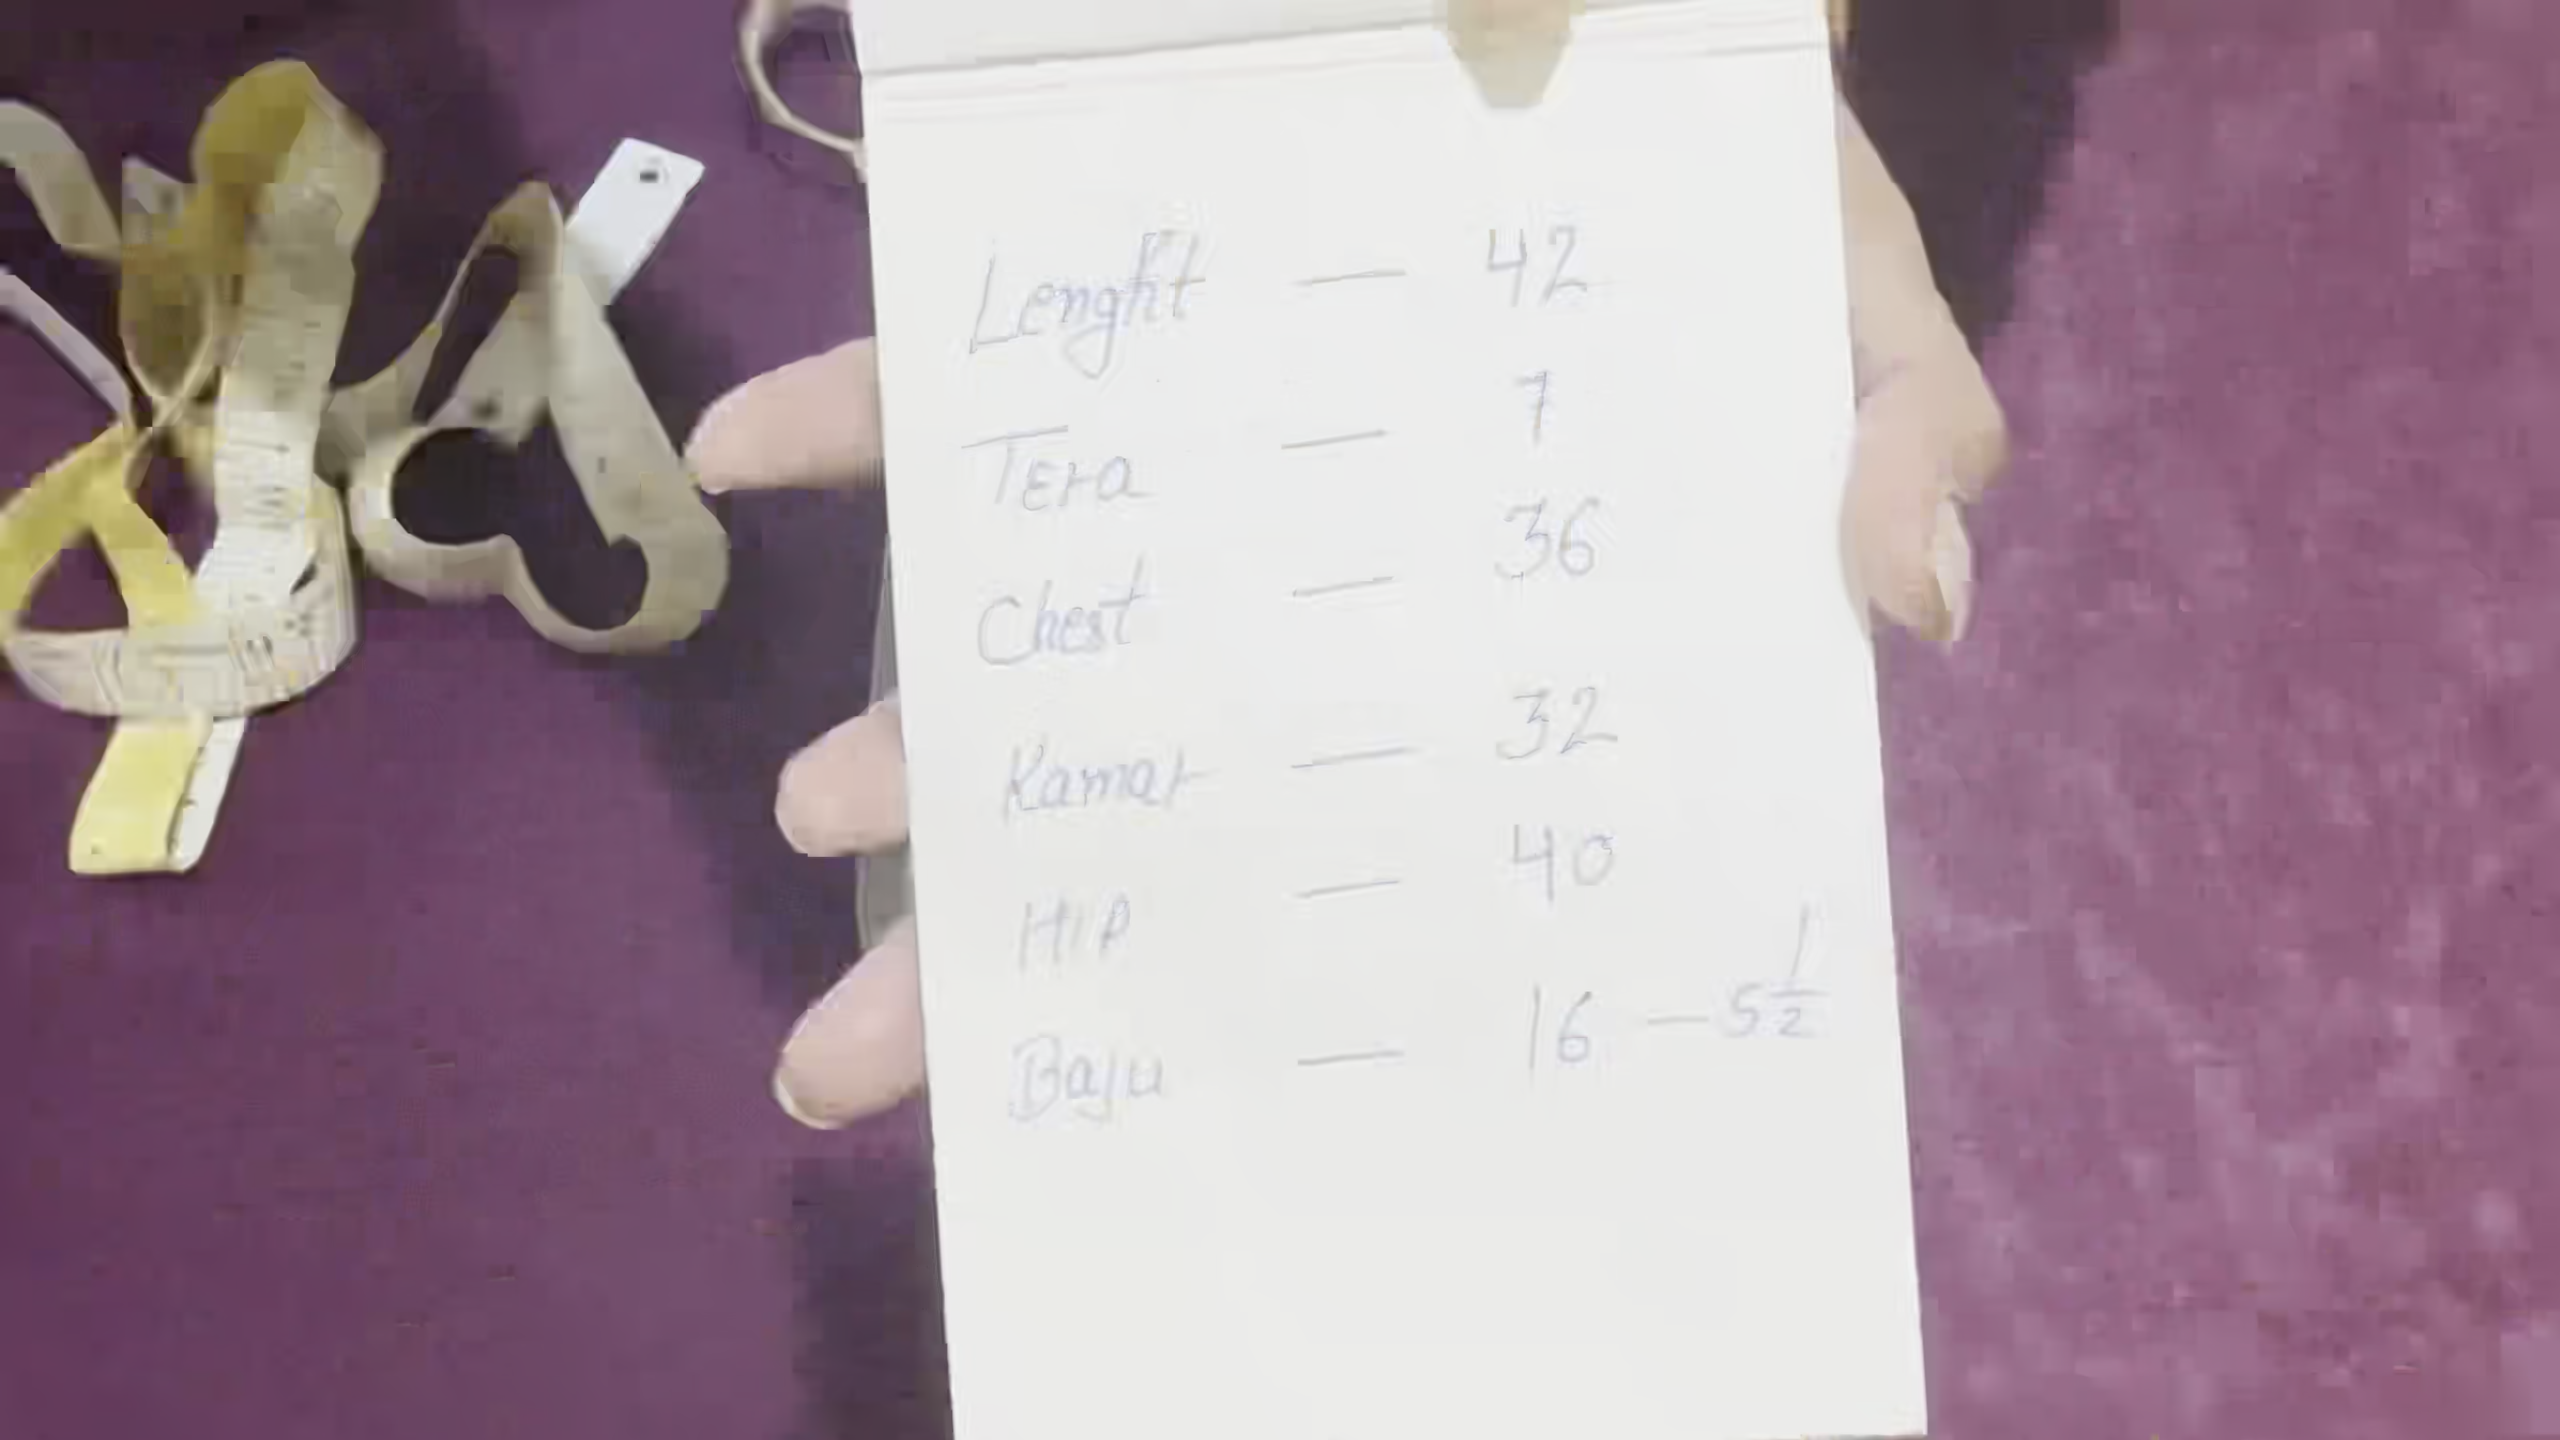 Lenght — 42
Tera — 7
Chest — 36
Kamar — 32
HIP — 40
Baju — 16 — 5 1/2